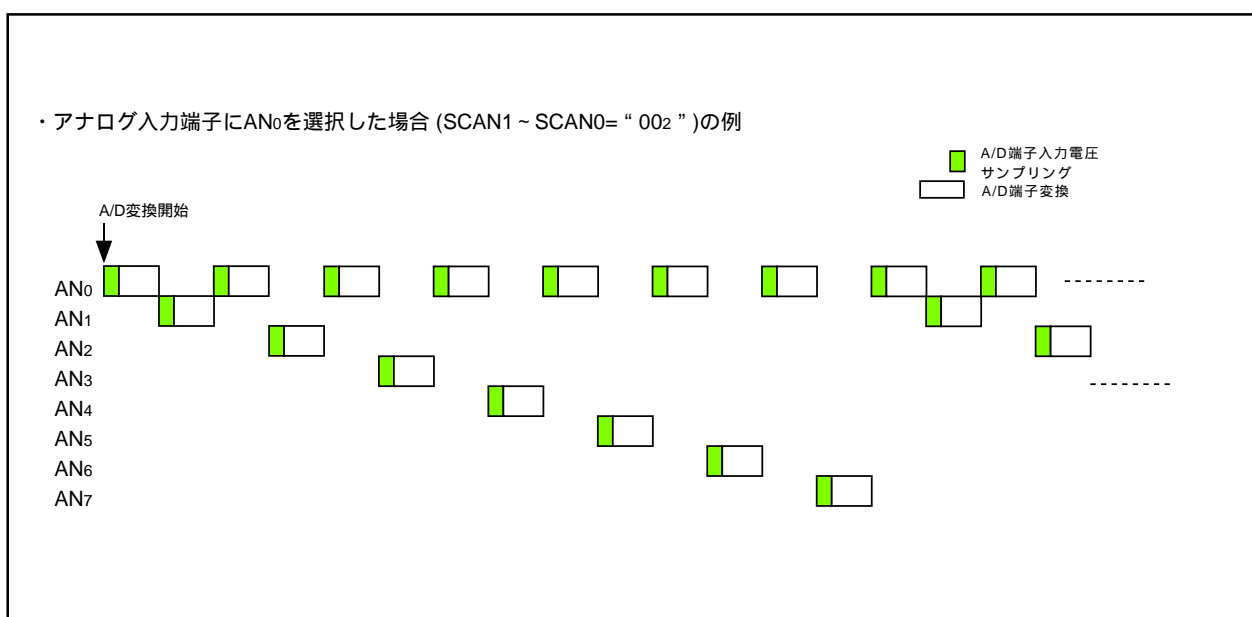 ・アナログ入力端子にAN0を選択した場合 (SCAN1 ~ SCAN0= “ 002 ” )の例
A/D端子入力電圧
サンプリング
A/D端子変換
A/D変換開始
AN0
AN1
AN2
AN3
AN4
AN5
AN6
AN7